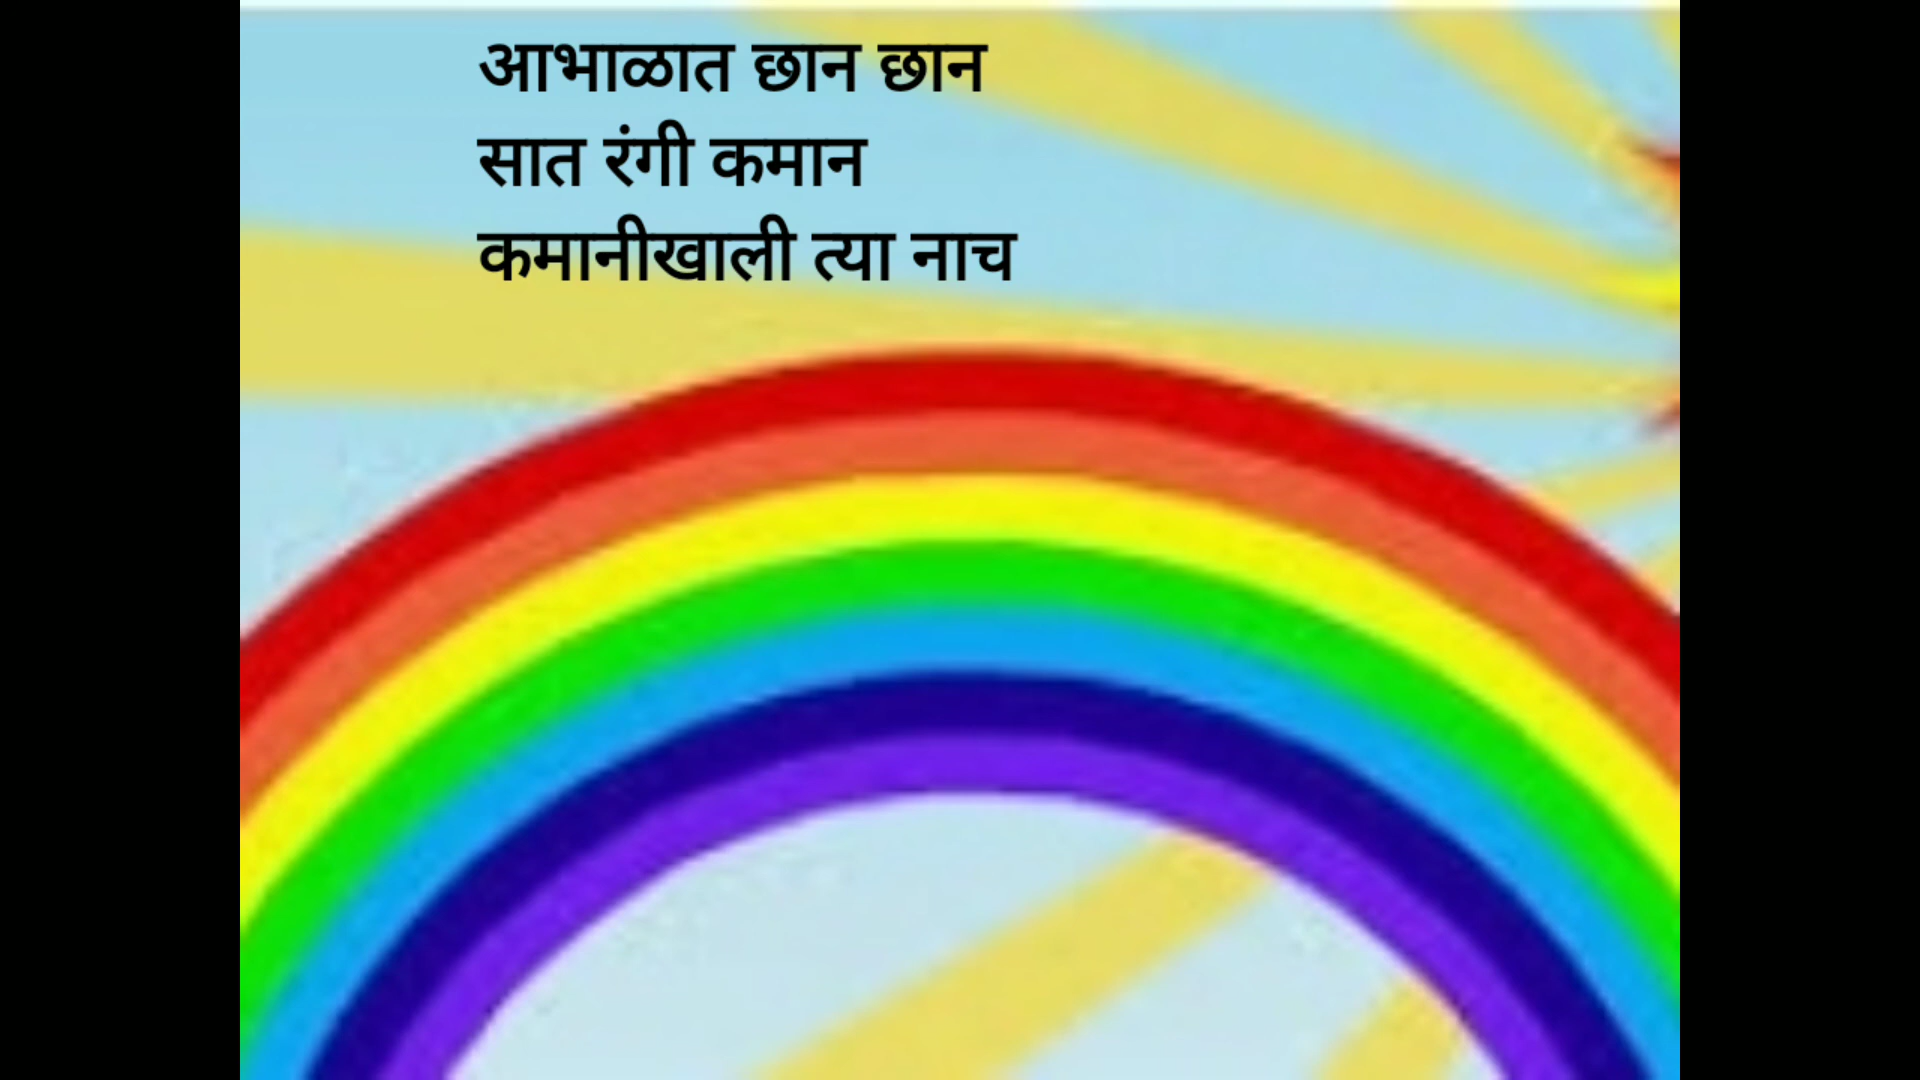 आभाळात छान छान
सात रंगी कमान
कमानीखाली त्या नाच